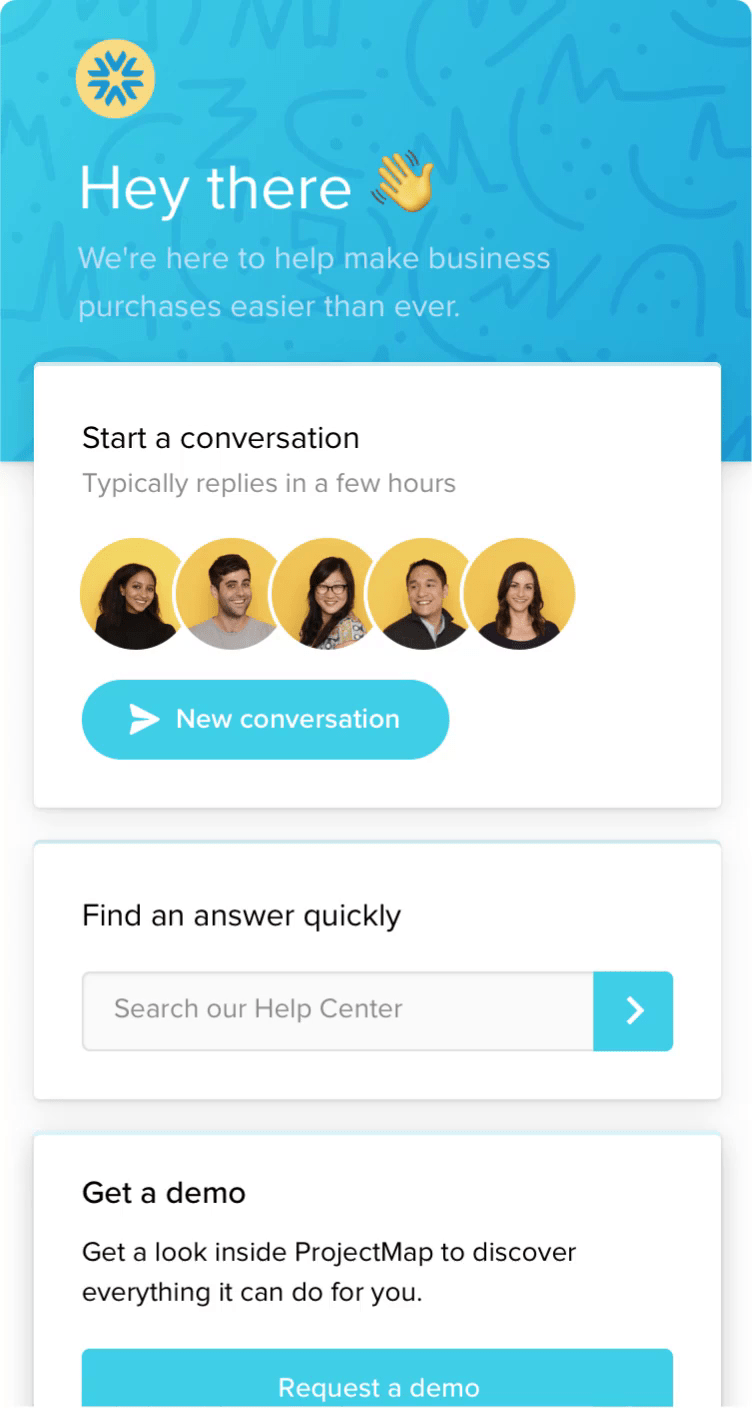 Hey there 👋
We're here to help make business
purchases easier than ever.
Start a conversation
Typically replies in a few hours
New conversation
Find an answer quickly
Search our Help Center
Get a demo
Get a look inside ProjectMap to discover
everything it can do for you.
Request a demo